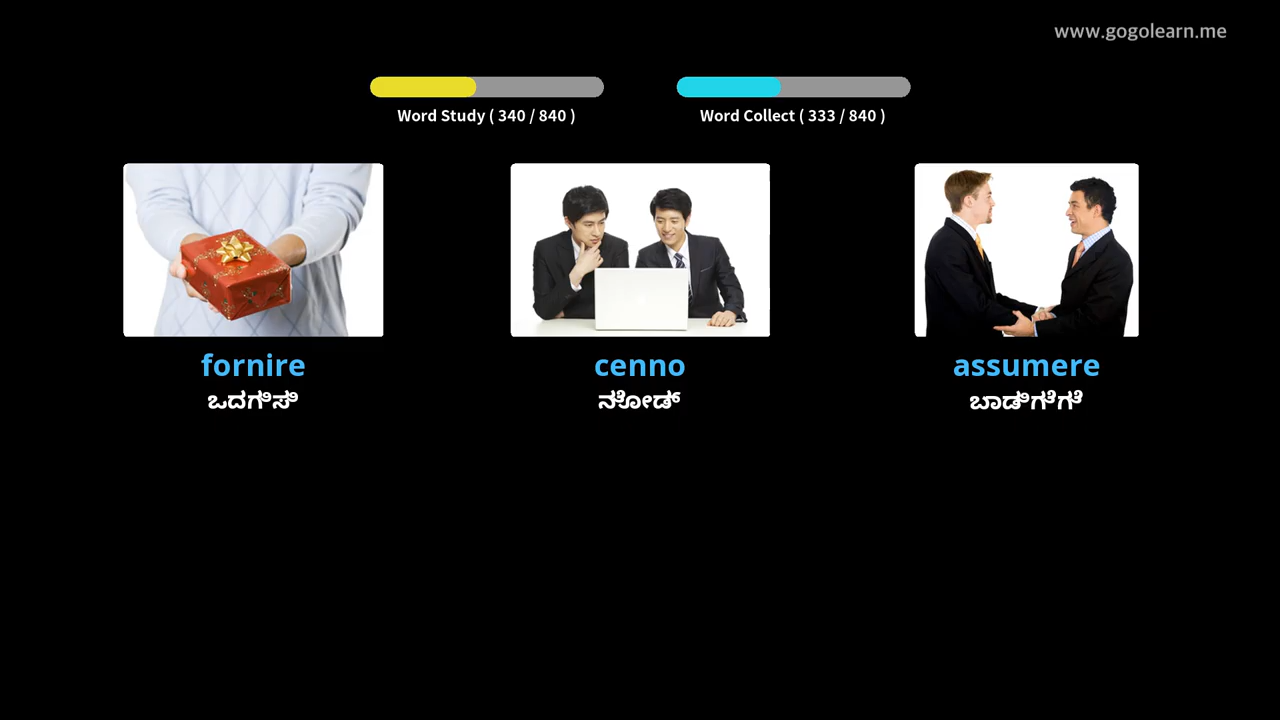 www.gogolearn.me
Word Study ( 340 / 840 )
Word Collect ( 333 / 840 )
fornire
ಒದಗಿಸಿ
cenno
ನೋಡ್
assumere
ಬಾಡಿಗೆಗೆ